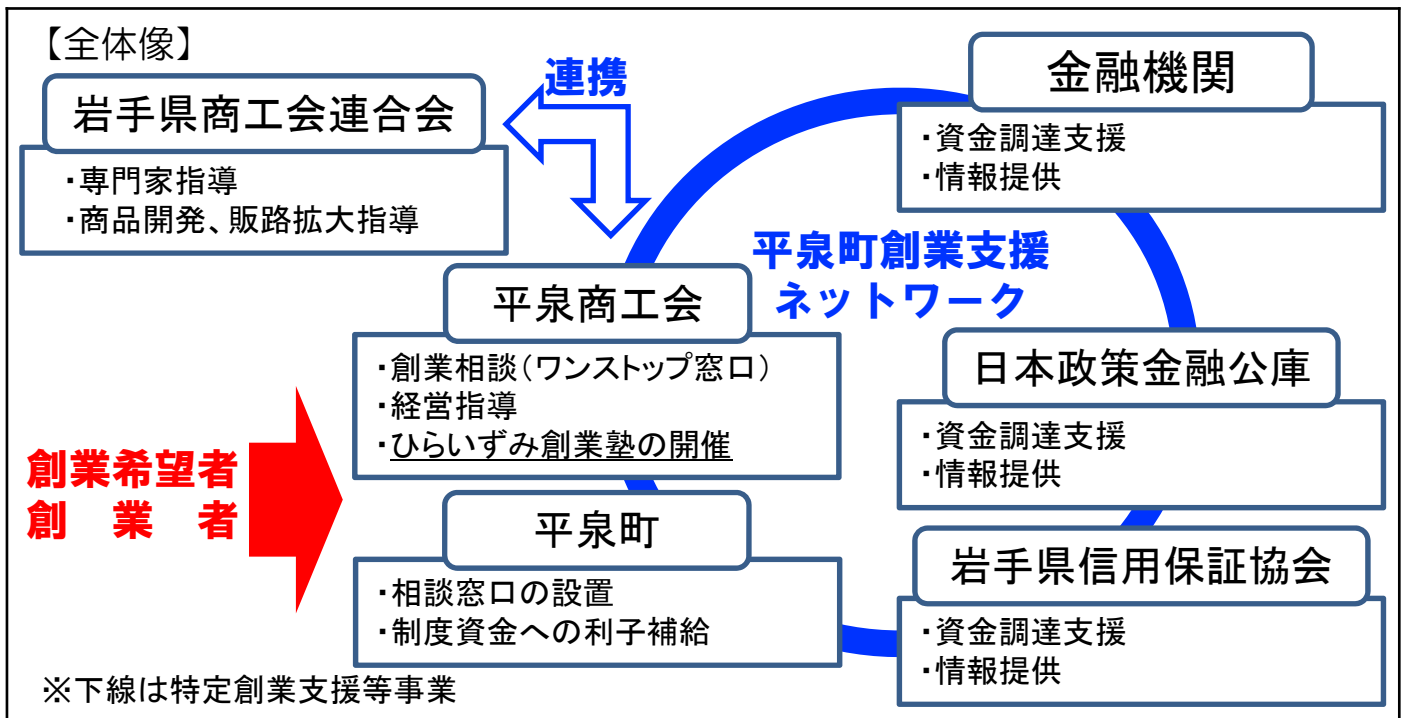 【全体像】
岩手県商工会連合会
・専門家指導
・商品開発、販路拡大指導
連携
金融機関
・資金調達支援
・情報提供
平泉町創業支援
ネットワーク
平泉商工会
・創業相談(ワンストップ窓口)
・経営指導
・ひらいずみ創業塾の開催
日本政策金融公庫
・資金調達支援
・情報提供
創業希望者
創業者
平泉町
・相談窓口の設置
・制度資金への利子補給
岩手県信用保証協会
・資金調達支援
・情報提供
※下線は特定創業支援等事業